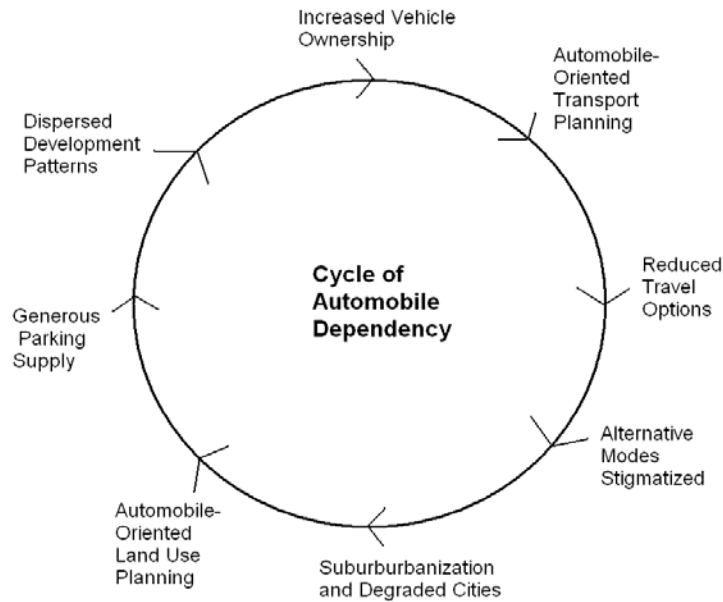 Increased Vehicle
Ownership
Automobile-
Oriented
Transport
Planning
Reduced
Travel
Options
Alternative
Modes
Stigmatized
Suburburbanization
and Degraded Cities
Automobile-
Oriented
Land Use
Planning
Generous
Parking
Supply
Dispersed
Development
Patterns
Cycle of
Automobile
Dependency